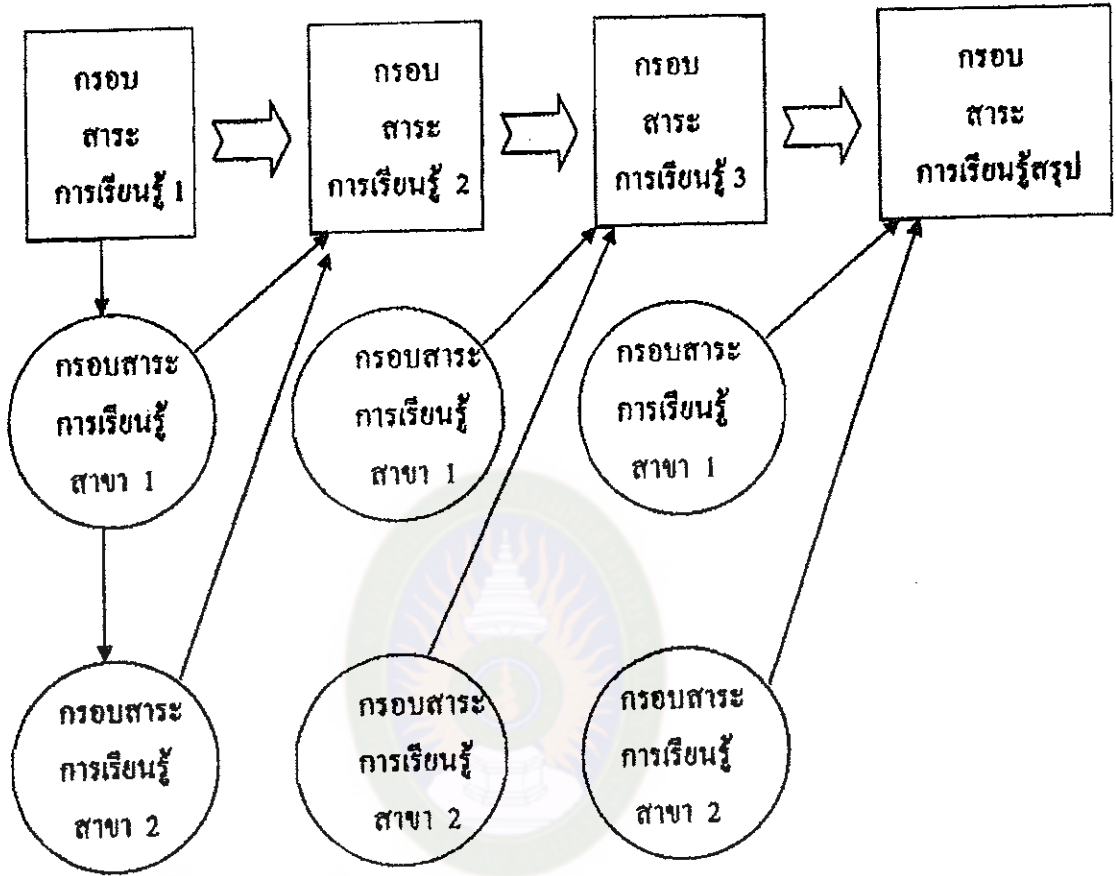 กรอบ
สาระ
การเรียนรู้ 1
กรอบ
สาระ
การเรียนรู้ 2
กรอบ
สาระ
การเรียนรู้ 3
กรอบ
สาระ
การเรียนรู้สรุป
กรอบสาระ
การเรียนรู้
สาขา 1
กรอบสาระ
การเรียนรู้
สาขา 1
กรอบสาระ
การเรียนรู้
สาขา 1
กรอบสาระ
การเรียนรู้
สาขา 2
กรอบสาระ
การเรียนรู้
สาขา 2
กรอบสาระ
การเรียนรู้
สาขา 2